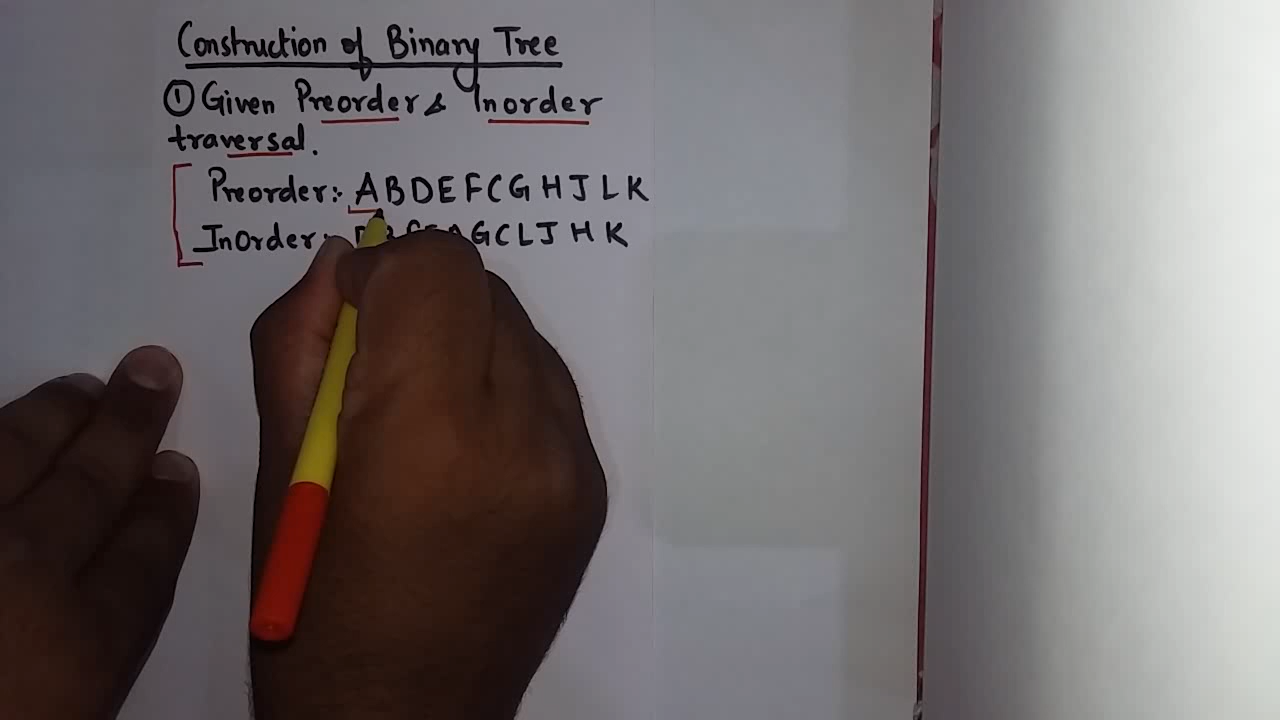 Construction of Binary Tree
① Given Preorder & Inorder
traversal.
Preorder:- A B D E F C G H J L K
InOrder:- G C L J H K